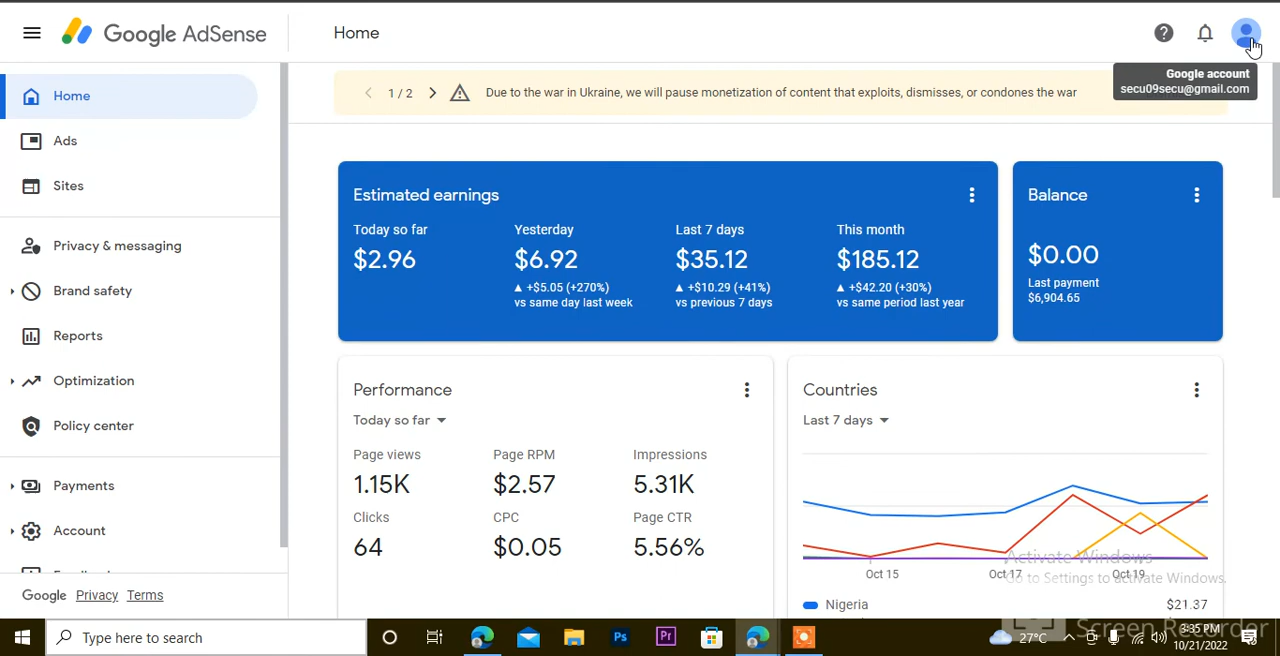 Google AdSense
Home
Google account
secu09secu@gmail.com
1 / 2
Due to the war in Ukraine, we will pause monetization of content that exploits, dismisses, or condones the war
Home
Ads
Sites
Privacy & messaging
Brand safety
Reports
Optimization
Policy center
Payments
Account
Google Privacy Terms
Estimated earnings
Today so far
$2.96
Yesterday
$6.92
+$5.05 (+270%)
vs same day last week
Last 7 days
$35.12
+$10.29 (+41%)
vs previous 7 days
This month
$185.12
+$42.20 (+30%)
vs same period last year
Balance
$0.00
Last payment
$6,904.65
Performance
Today so far
Page views
1.15K
Page RPM
$2.57
Impressions
5.31K
Clicks
64
CPC
$0.05
Page CTR
5.56%
Countries
Last 7 days
Oct 15
Oct 17
Oct 19
Nigeria
$21.37
Activate Windows
Go to Settings to activate Windows.
Screen Recorder
Type here to search
Ps
Pr
27°C
3:35 PM
10/21/2022